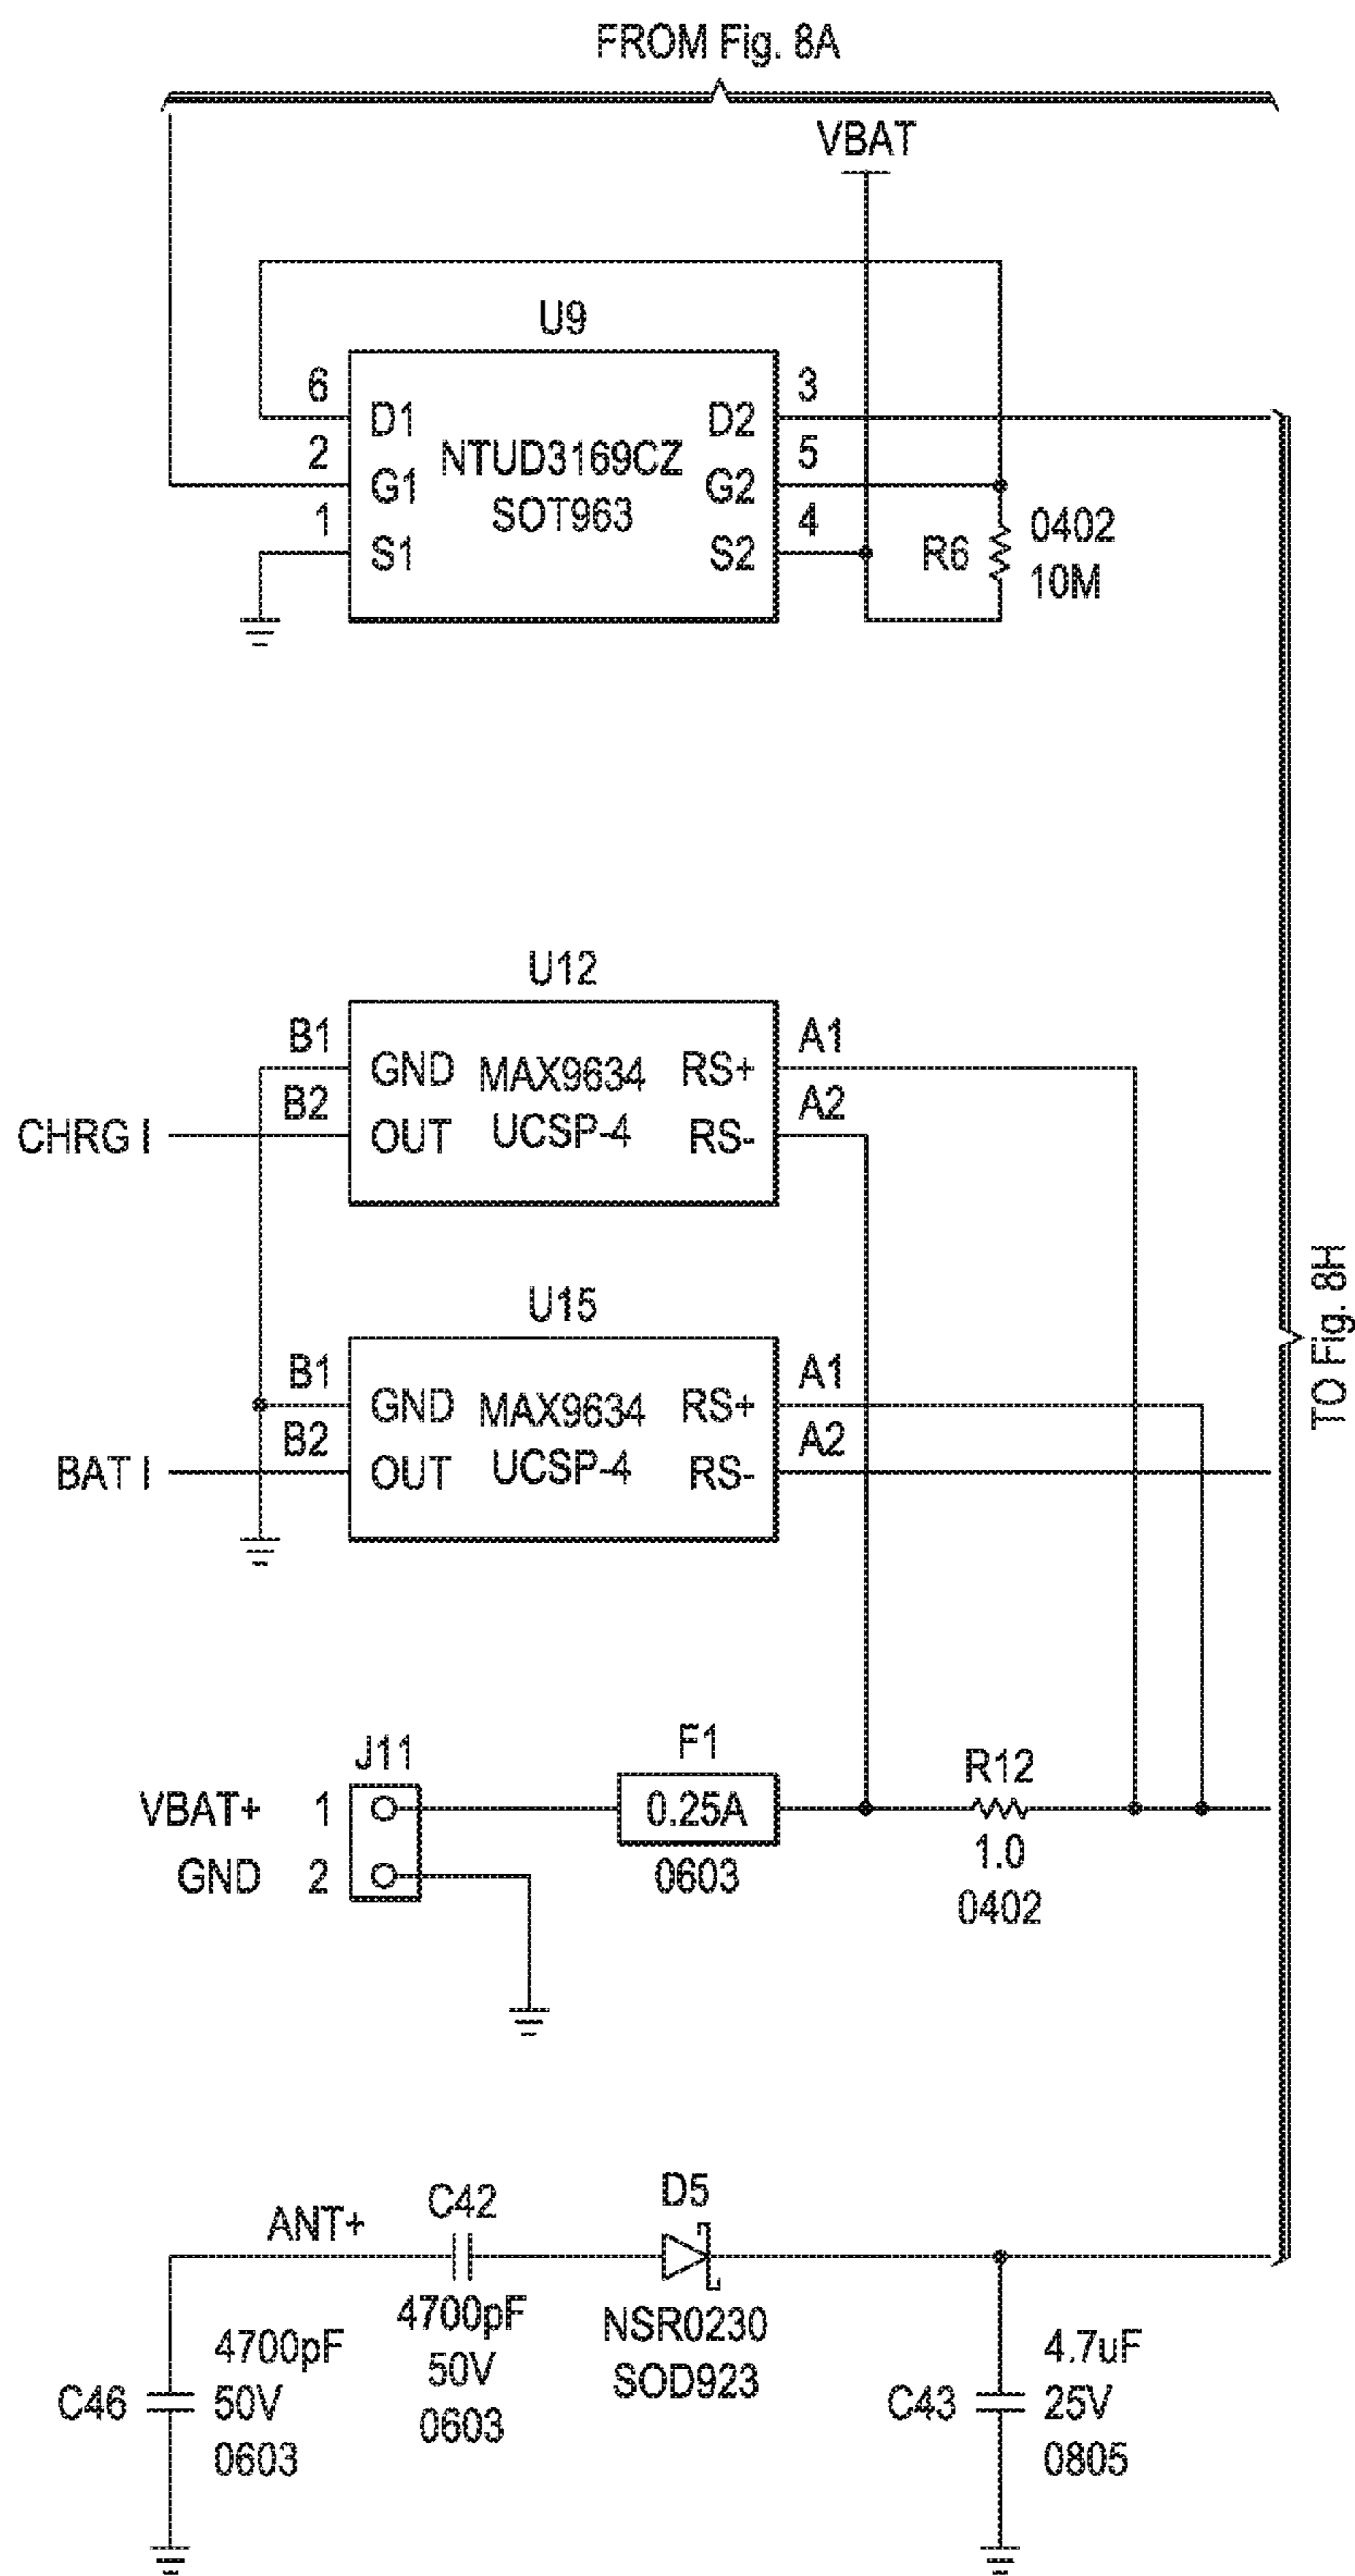 FROM Fig. 8A
VBAT
U9
6
D1
D2
3
2
G1
NTUD3169CZ
G2
5
1
S1
SOT963
S2
4
R6
0402
10M
U12
B1
GND
MAX9634
RS+
A1
CHRG I
B2
OUT
UCSP-4
RS-
A2
U15
B1
GND
MAX9634
RS+
A1
BAT I
B2
OUT
UCSP-4
RS-
A2
TO Fig. 8H
J11
F1
R12
VBAT+
1
0.25A
1.0
GND
2
0603
0402
ANT+
C42
D5
4700pF
50V
0603
NSR0230
SOD923
C46
4700pF
50V
0603
C43
4.7uF
25V
0805